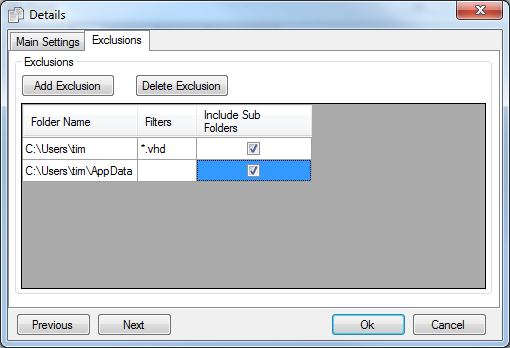 Details
Main Settings
Exclusions
Exclusions
Add Exclusion
Delete Exclusion
Folder Name
Filters
Include Sub
Folders
C:\Users\tim
*.vhd
C:\Users\tim\AppData
Previous
Next
Ok
Cancel